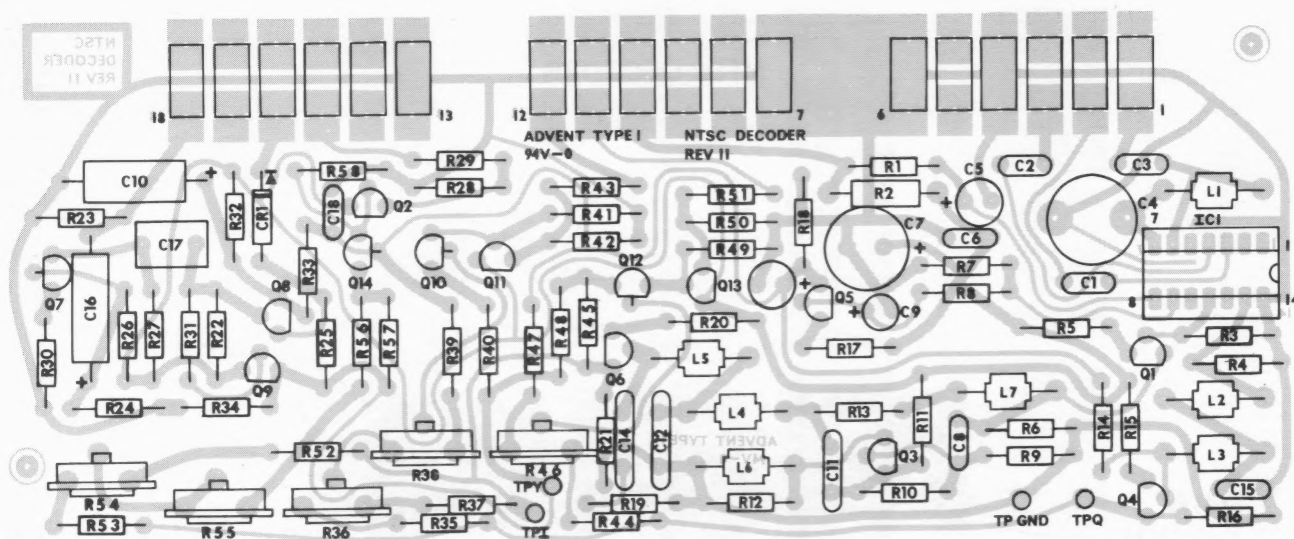 NTSC
DECODER
REV II
18
13
12
7
6
1
ADVENT TYPE I NTSC DECODER
94V-0 REV II
R58
R29
R28
C10
+
R23
R32
CR1
C18
Q2
R43
R41
R42
R51
R50
R49
R18
R1
R2
C5
+
C2
C3
L1
C4
7
IC1
1
8
14
C7
+
C6
R7
R8
C1
C17
R33
Q14
Q10
Q11
Q12
Q13
+
Q5
+
C9
Q7
C16
+
R30
R26
R27
R31
R22
Q8
R25
R56
R57
R39
R40
R47
R48
R45
R20
R17
R5
R3
R4
Q1
Q9
Q6
L5
L7
L2
R24
R34
R21
C14
C12
L4
R13
R11
R14
R15
R6
R9
C8
L3
R52
R38
R46
ADVENT TYPE
L6
C11
Q3
R54
R53
R55
R36
R37
R35
TPY
TPI
R19
R44
R12
R10
TP GND
TPQ
Q4
C15
R16